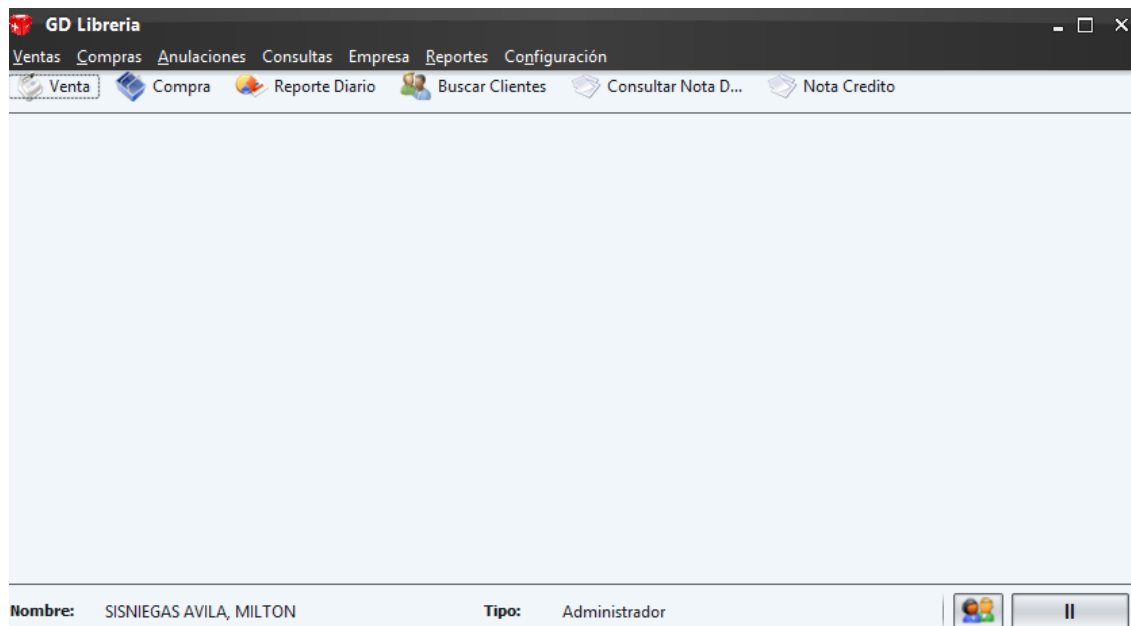 GD Libreria
Ventas Compras Anulaciones Consultas Empresa Reportes Configuración
Venta Compra Reporte Diario Buscar Clientes Consultar Nota D... Nota Credito
Nombre: SISNIEGAS AVILA, MILTON Tipo: Administrador II